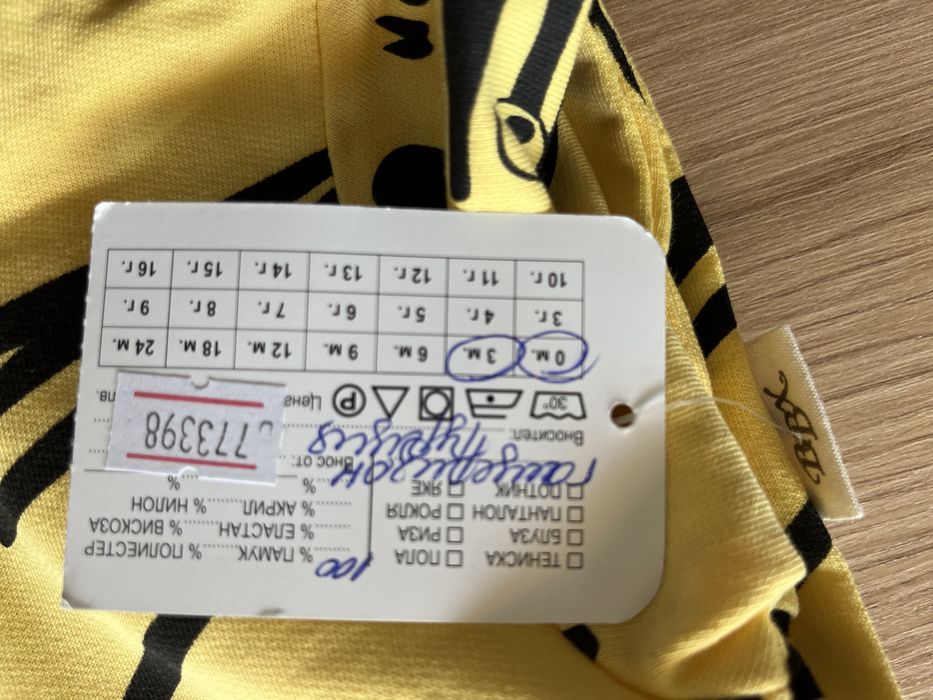 ТЕНИСКА ПОЛА 100 % ПАМУК ........% ПОЛИЕСТЕР
БЛУЗА РИЗА ........% ЕЛАСТАН ........% ВИСКОЗА
ПАНТАЛОН РОКЛЯ ........% АКРИЛ ........% НИЛОН
ПОТНИК ЯКЕ ........% ........%
гащеризон Внос от:
Турция
Вносител:
773398
30° P Цена лв.
0 м. 3 м. 6 м. 9 м. 12 м. 18 м. 24 м.
3 г. 4 г. 5 г. 6 г. 7 г. 8 г. 9 г.
10 г. 11 г. 12 г. 13 г. 14 г. 15 г. 16 г.